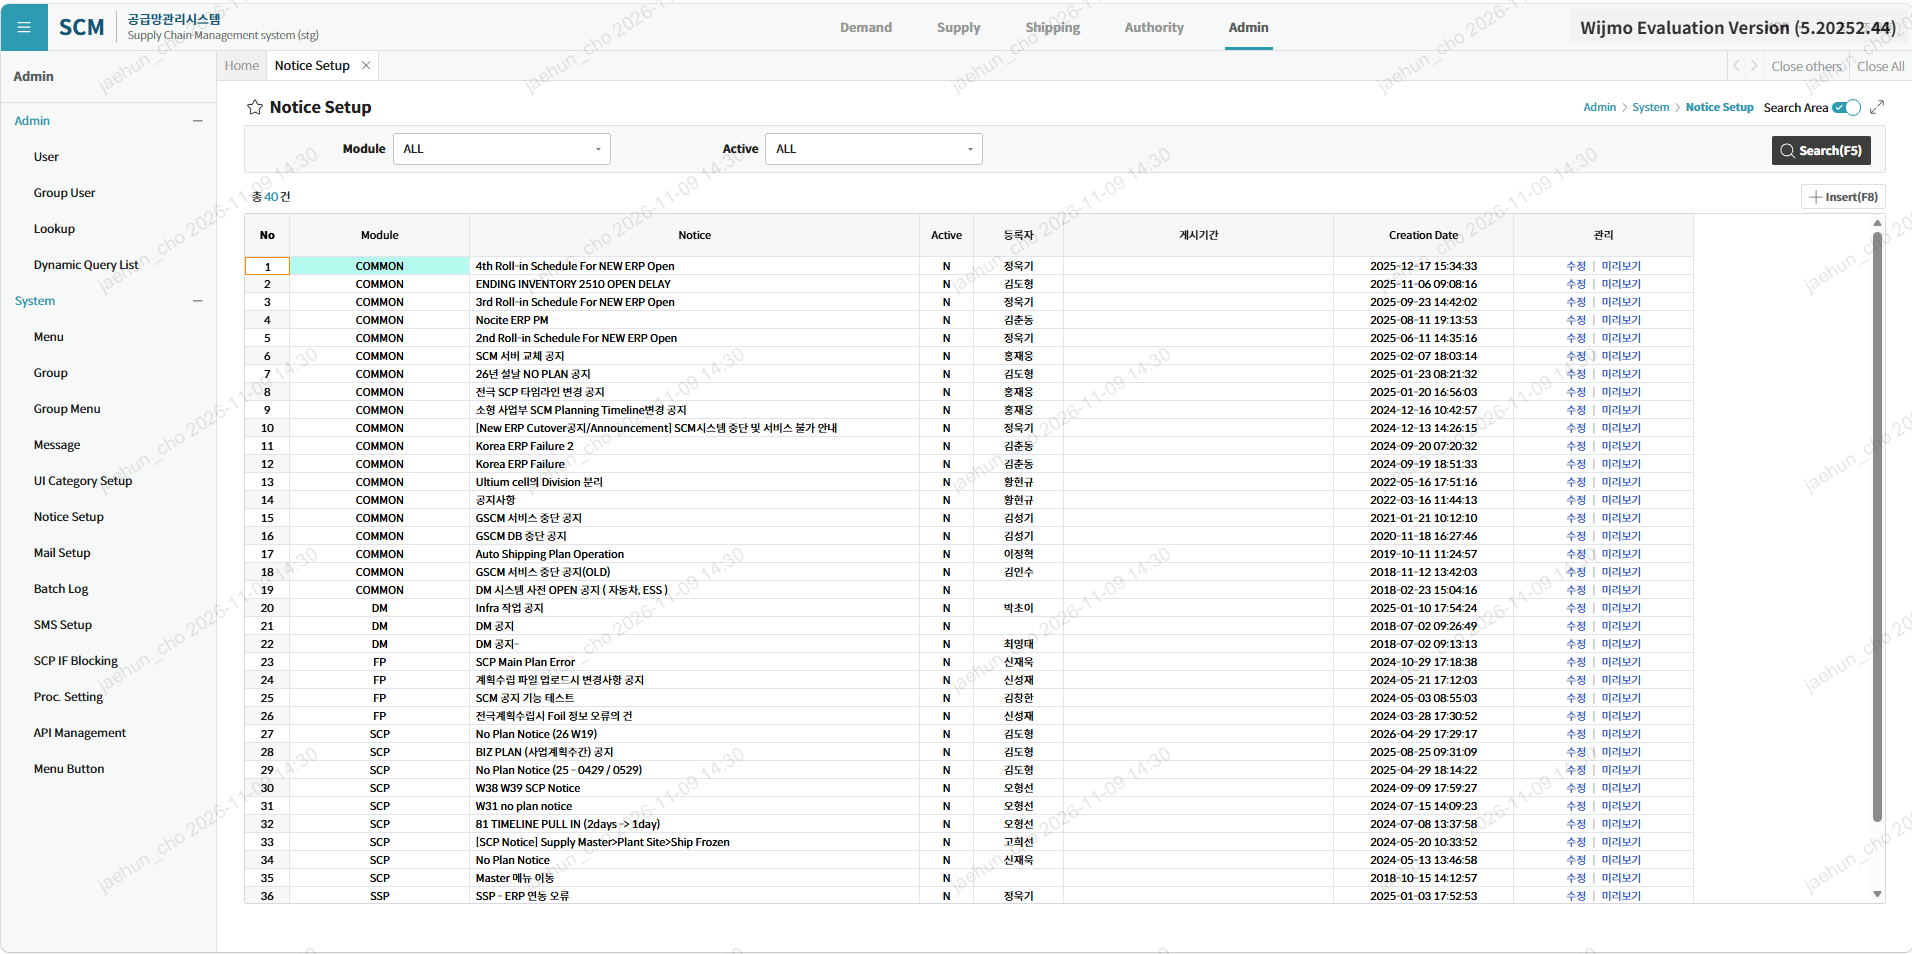 SCM
공급망관리시스템
Supply Chain Management system (stg)
Demand
Supply
Shipping
Authority
Admin
Wijmo Evaluation Version (5.20252.44)
Admin
Home
Notice Setup
Close others
Close All
Admin
User
Group User
Lookup
Dynamic Query List
System
Menu
Group
Group Menu
Message
UI Category Setup
Notice Setup
Mail Setup
Batch Log
SMS Setup
SCP IF Blocking
Proc. Setting
API Management
Menu Button
Notice Setup
Admin > System > Notice Setup Search Area
Module ALL Active ALL Search(F5)
총 40 건 Insert(F8)
No Module Notice Active 등록자 게시기간 Creation Date 관리
1 COMMON 4th Roll-in Schedule For NEW ERP Open N 정욱기 2025-12-17 15:34:33 수정 | 미리보기
2 COMMON ENDING INVENTORY 2510 OPEN DELAY N 김도형 2025-11-06 09:08:16 수정 | 미리보기
3 COMMON 3rd Roll-in Schedule For NEW ERP Open N 정욱기 2025-09-23 14:42:02 수정 | 미리보기
4 COMMON Nocite ERP PM N 김춘동 2025-08-11 19:13:53 수정 | 미리보기
5 COMMON 2nd Roll-in Schedule For NEW ERP Open N 정욱기 2025-06-11 14:35:16 수정 | 미리보기
6 COMMON SCM 서버 교체 공지 N 홍재웅 2025-02-07 18:03:14 수정 | 미리보기
7 COMMON 26년 설날 NO PLAN 공지 N 김도형 2025-01-23 08:21:32 수정 | 미리보기
8 COMMON 전극 SCP 타임라인 변경 공지 N 홍재웅 2025-01-20 16:56:03 수정 | 미리보기
9 COMMON 소형 사업부 SCM Planning Timeline변경 공지 N 홍재웅 2024-12-16 10:42:57 수정 | 미리보기
10 COMMON [New ERP Cutover공지/Announcement] SCM시스템 중단 및 서비스 불가 안내 N 정욱기 2024-12-13 14:26:15 수정 | 미리보기
11 COMMON Korea ERP Failure 2 N 김춘동 2024-09-20 07:20:32 수정 | 미리보기
12 COMMON Korea ERP Failure N 김춘동 2024-09-19 18:51:33 수정 | 미리보기
13 COMMON Ultium cell의 Division 분리 N 황현규 2022-05-16 17:51:16 수정 | 미리보기
14 COMMON 공지사항 N 황현규 2022-03-16 11:44:13 수정 | 미리보기
15 COMMON GSCM 서비스 중단 공지 N 김성기 2021-01-21 10:12:10 수정 | 미리보기
16 COMMON GSCM DB 중단 공지 N 김성기 2020-11-18 16:27:46 수정 | 미리보기
17 COMMON Auto Shipping Plan Operation N 이정혁 2019-10-11 11:24:57 수정 | 미리보기
18 COMMON GSCM 서비스 중단 공지(OLD) N 김인수 2018-11-12 13:42:03 수정 | 미리보기
19 COMMON DM 시스템 사전 OPEN 공지 ( 자동차, ESS ) N 2018-02-23 15:04:16 수정 | 미리보기
20 DM Infra 작업 공지 N 박초이 2025-01-10 17:54:24 수정 | 미리보기
21 DM DM 공지 N 2018-07-02 09:26:49 수정 | 미리보기
22 DM DM 공지- N 최영태 2018-07-02 09:13:13 수정 | 미리보기
23 FP SCP Main Plan Error N 신재욱 2024-10-29 17:18:38 수정 | 미리보기
24 FP 계획수립 파일 업로드시 변경사항 공지 N 신성재 2024-05-21 17:12:03 수정 | 미리보기
25 FP SCM 공지 기능 테스트 N 김창한 2024-05-03 08:55:03 수정 | 미리보기
26 FP 전극계획수립시 Foil 정보 오류의 건 N 신성재 2024-03-28 17:30:52 수정 | 미리보기
27 SCP No Plan Notice (26 W19) N 김도형 2026-04-29 17:29:17 수정 | 미리보기
28 SCP BIZ PLAN (사업계획주간) 공지 N 김도형 2025-08-25 09:31:09 수정 | 미리보기
29 SCP No Plan Notice (25 - 0429 / 0529) N 김도형 2025-04-29 18:14:22 수정 | 미리보기
30 SCP W38 W39 SCP Notice N 오형선 2024-09-09 17:59:27 수정 | 미리보기
31 SCP W31 no plan notice N 오형선 2024-07-15 14:09:23 수정 | 미리보기
32 SCP 81 TIMELINE PULL IN (2days -> 1day) N 오형선 2024-07-08 13:37:58 수정 | 미리보기
33 SCP [SCP Notice] Supply Master>Plant Site>Ship Frozen N 고희선 2024-05-20 10:33:52 수정 | 미리보기
34 SCP No Plan Notice N 신재욱 2024-05-13 13:46:58 수정 | 미리보기
35 SCP Master 메뉴 이동 N 2018-10-15 14:12:57 수정 | 미리보기
36 SSP SSP - ERP 연동 오류 N 정욱기 2025-01-03 17:52:53 수정 | 미리보기
jaehun_cho 2026-11-09 14:30